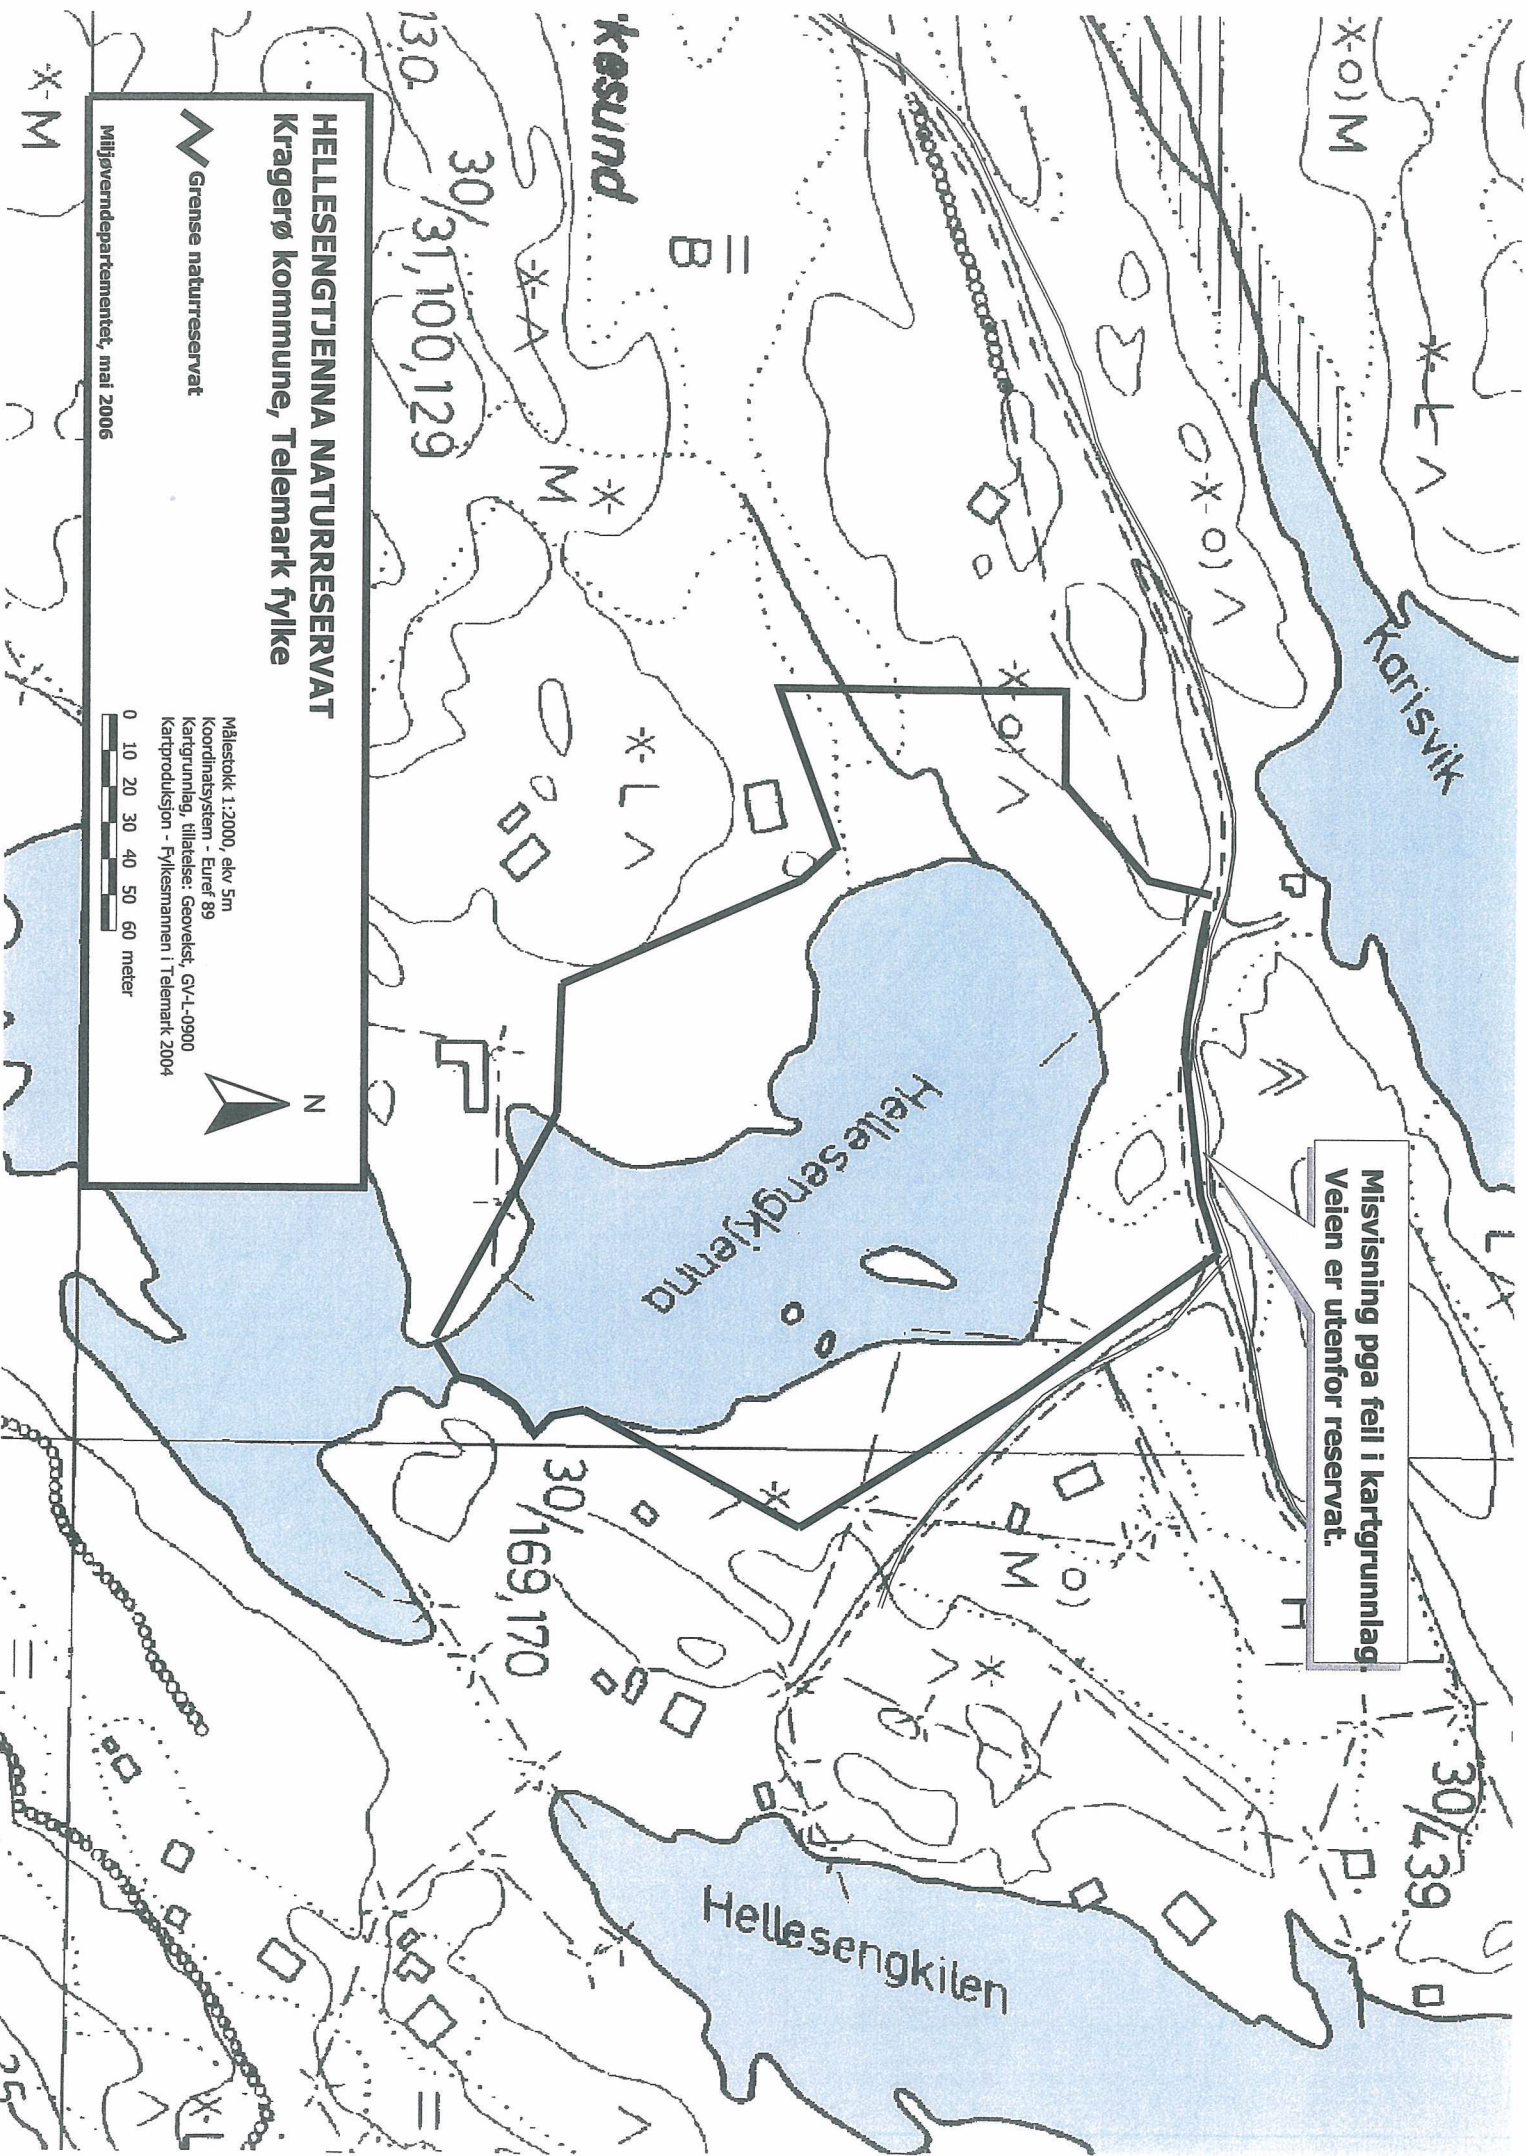 -X-O) M
-X- L Λ
Karisvik
O -X- O) Λ
kesund
= B
130
30/31,100,129
-X- Λ
-X- M
-X- O) Λ
-X- L Λ
-X- M
Hellesengkjenna
Misvisning pga feil i kartgrunnlag.
Veien er utenfor reservat.
L Λ
H
30/439
O) M
X Λ
30/169,170
Hellesengkilen
=
=
X-L Λ
25
HELLESENGTJENNA NATURRESERVAT
Kragerø kommune, Telemark fylke
Grense naturreservat
Miljøverndepartementet, mai 2006
Målestokk 1:2000, ekv 5m
Koordinatsystem - Euref 89
Kartgrunnlag, tillatelse: Geovekst, GV-L-0900
Kartproduksjon - Fylkesmannen i Telemark 2004
0 10 20 30 40 50 60 meter
N